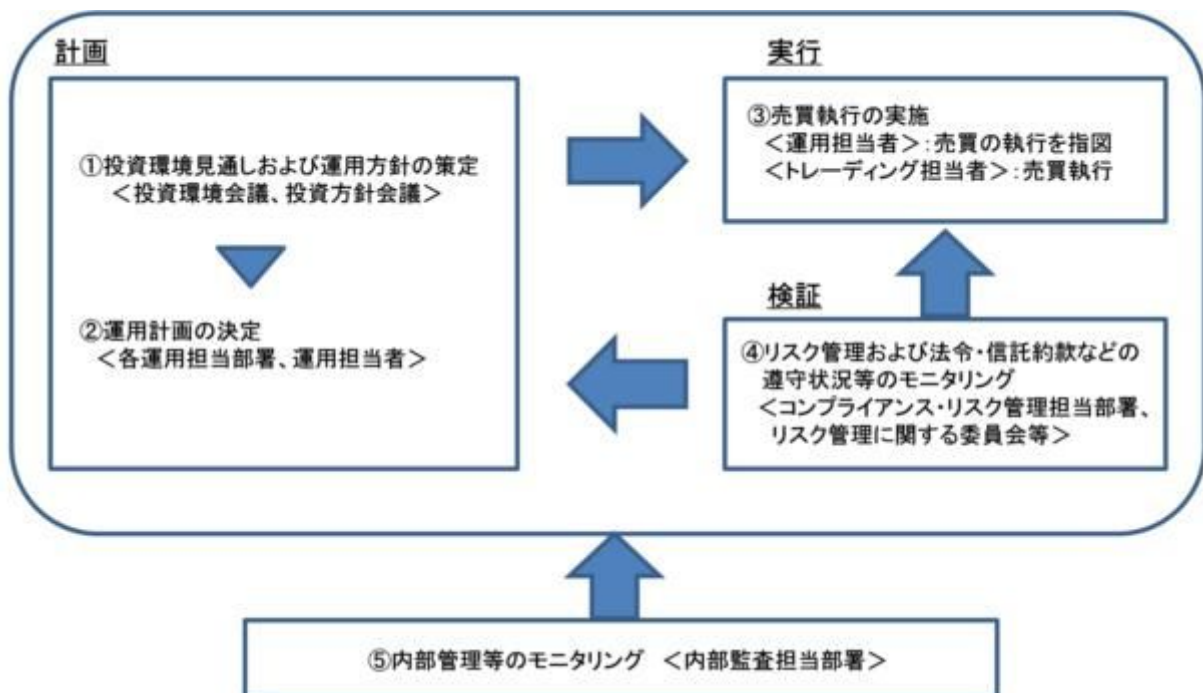 計画
①投資環境見通しおよび運用方針の策定
<投資環境会議、投資方針会議>
②運用計画の決定
<各運用担当部署、運用担当者>
実行
③売買執行の実施
<運用担当者>:売買の執行を指図
<トレーディング担当者>:売買執行
検証
④リスク管理および法令・信託約款などの
遵守状況等のモニタリング
<コンプライアンス・リスク管理担当部署、
リスク管理に関する委員会等>
⑤内部管理等のモニタリング <内部監査担当部署>